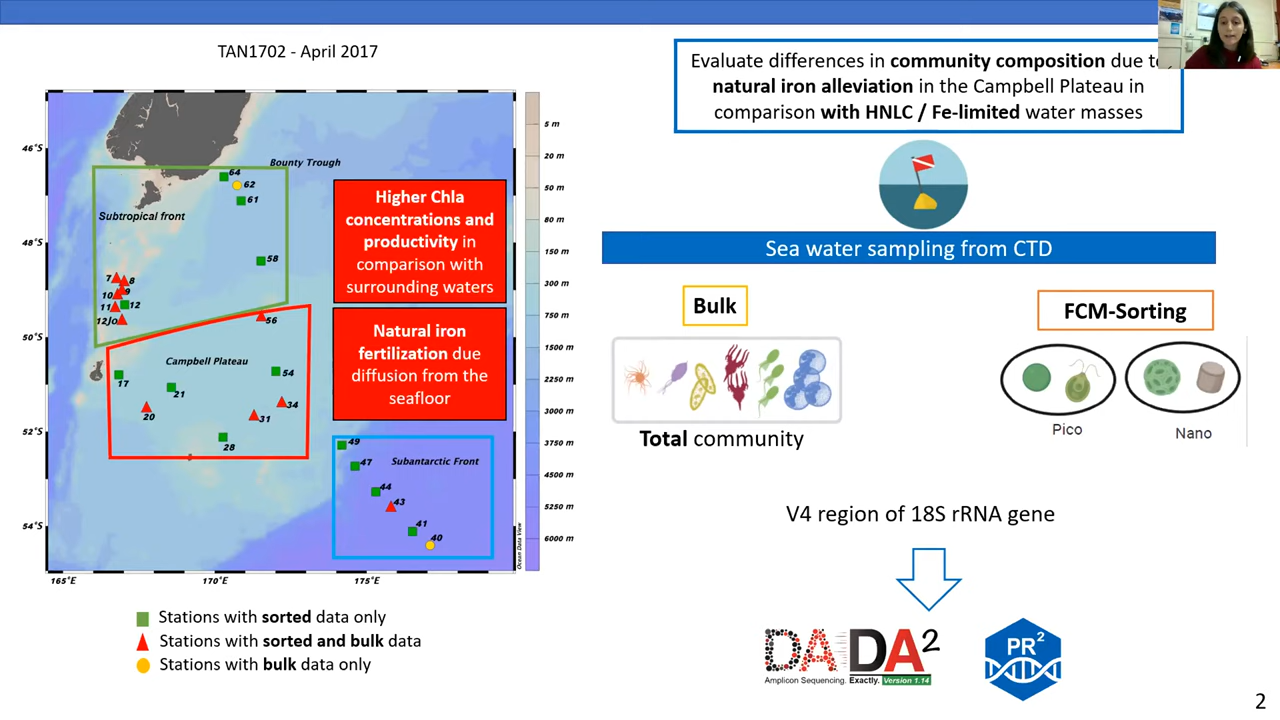 TAN1702 - April 2017
Evaluate differences in community composition due t
natural iron alleviation in the Campbell Plateau in
comparison with HNLC / Fe-limited water masses
46°S
48°S
50°S
52°S
54°S
165°E
170°E
175°E
Bounty Trough
64
62
61
Subtropical front
58
7
8
9
10
11
12
12Jo
56
Campbell Plateau
17
21
54
20
34
31
28
49
Subantarctic Front
47
44
43
41
40
Ocean Data View
5 m
20 m
50 m
80 m
150 m
300 m
750 m
1500 m
2250 m
3000 m
3750 m
4500 m
5250 m
6000 m
Higher Chla
concentrations and
productivity in
comparison with
surrounding waters
Natural iron
fertilization due
diffusion from the
seafloor
Stations with sorted data only
Stations with sorted and bulk data
Stations with bulk data only
Sea water sampling from CTD
Bulk
Total community
FCM-Sorting
Pico
Nano
V4 region of 18S rRNA gene
DADA2
Amplicon Sequencing. Exactly. Version 1.14
PR²
2